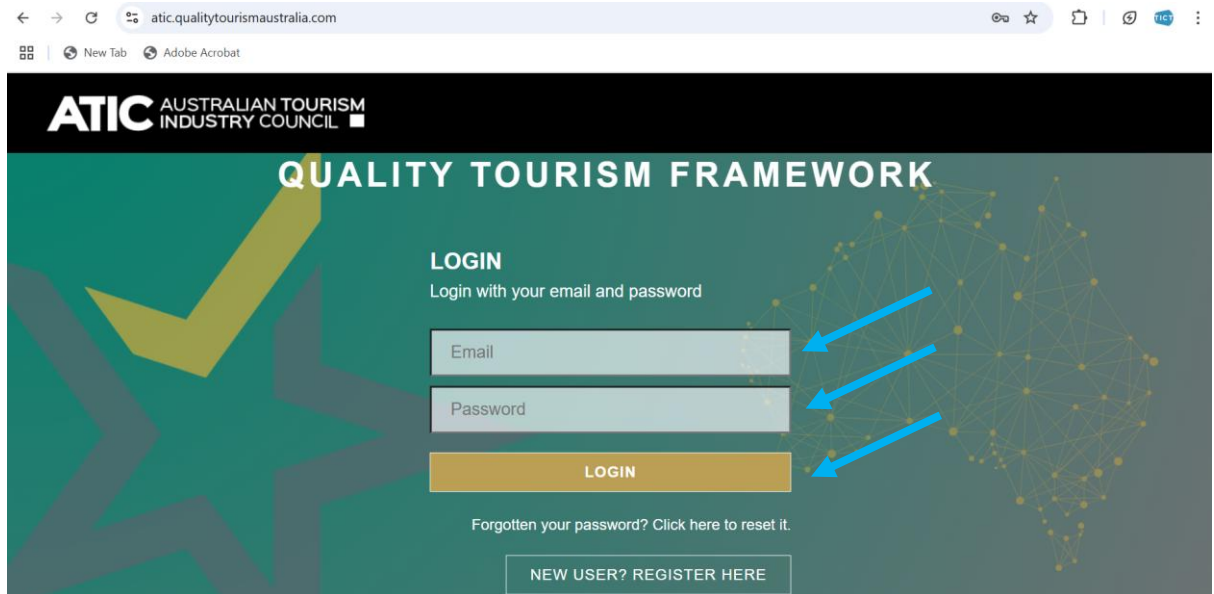 atic.qualitytourismaustralia.com
TICT
New Tab Adobe Acrobat
ATIC AUSTRALIAN TOURISM
INDUSTRY COUNCIL
QUALITY TOURISM FRAMEWORK
LOGIN
Login with your email and password
Email
Password
LOGIN
Forgotten your password? Click here to reset it.
NEW USER? REGISTER HERE